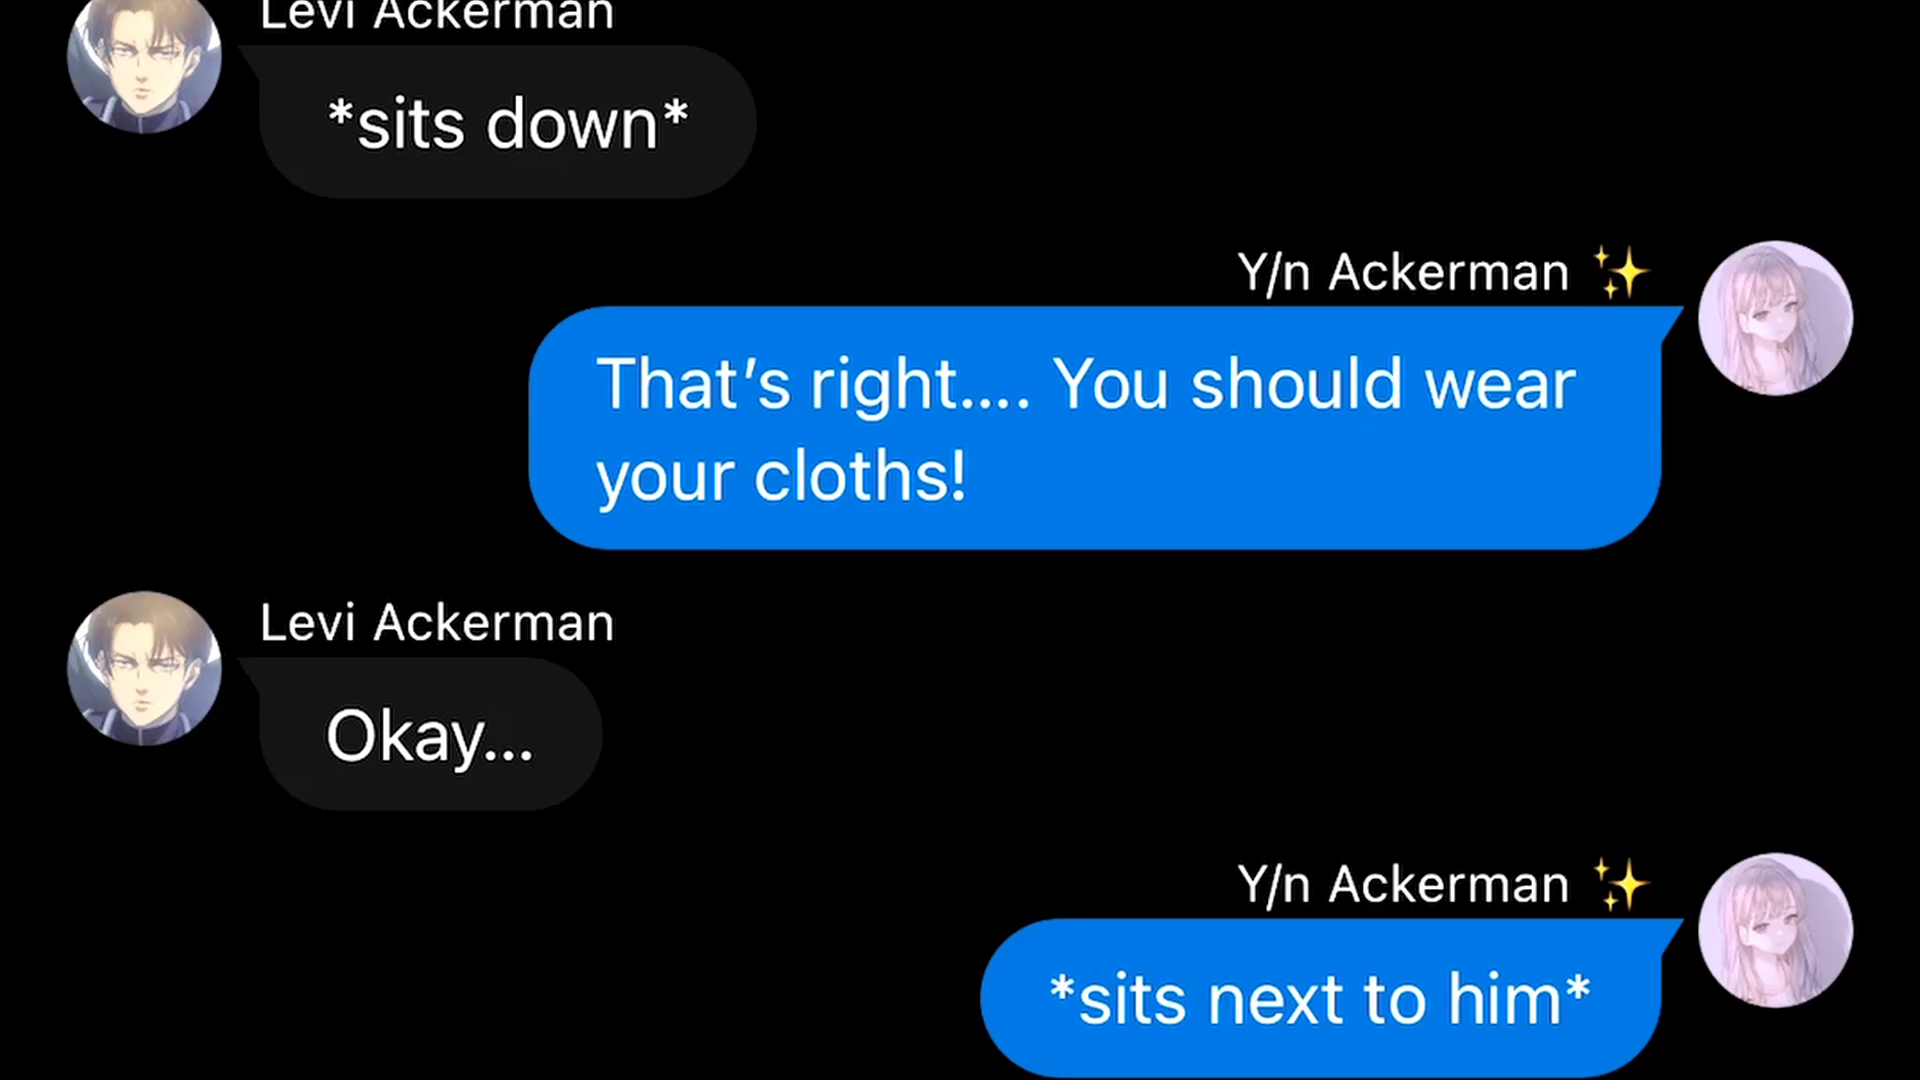 Levi Ackerman
*sits down*
Y/n Ackerman ✨
That’s right.... You should wear
your cloths!
Levi Ackerman
Okay...
Y/n Ackerman ✨
*sits next to him*